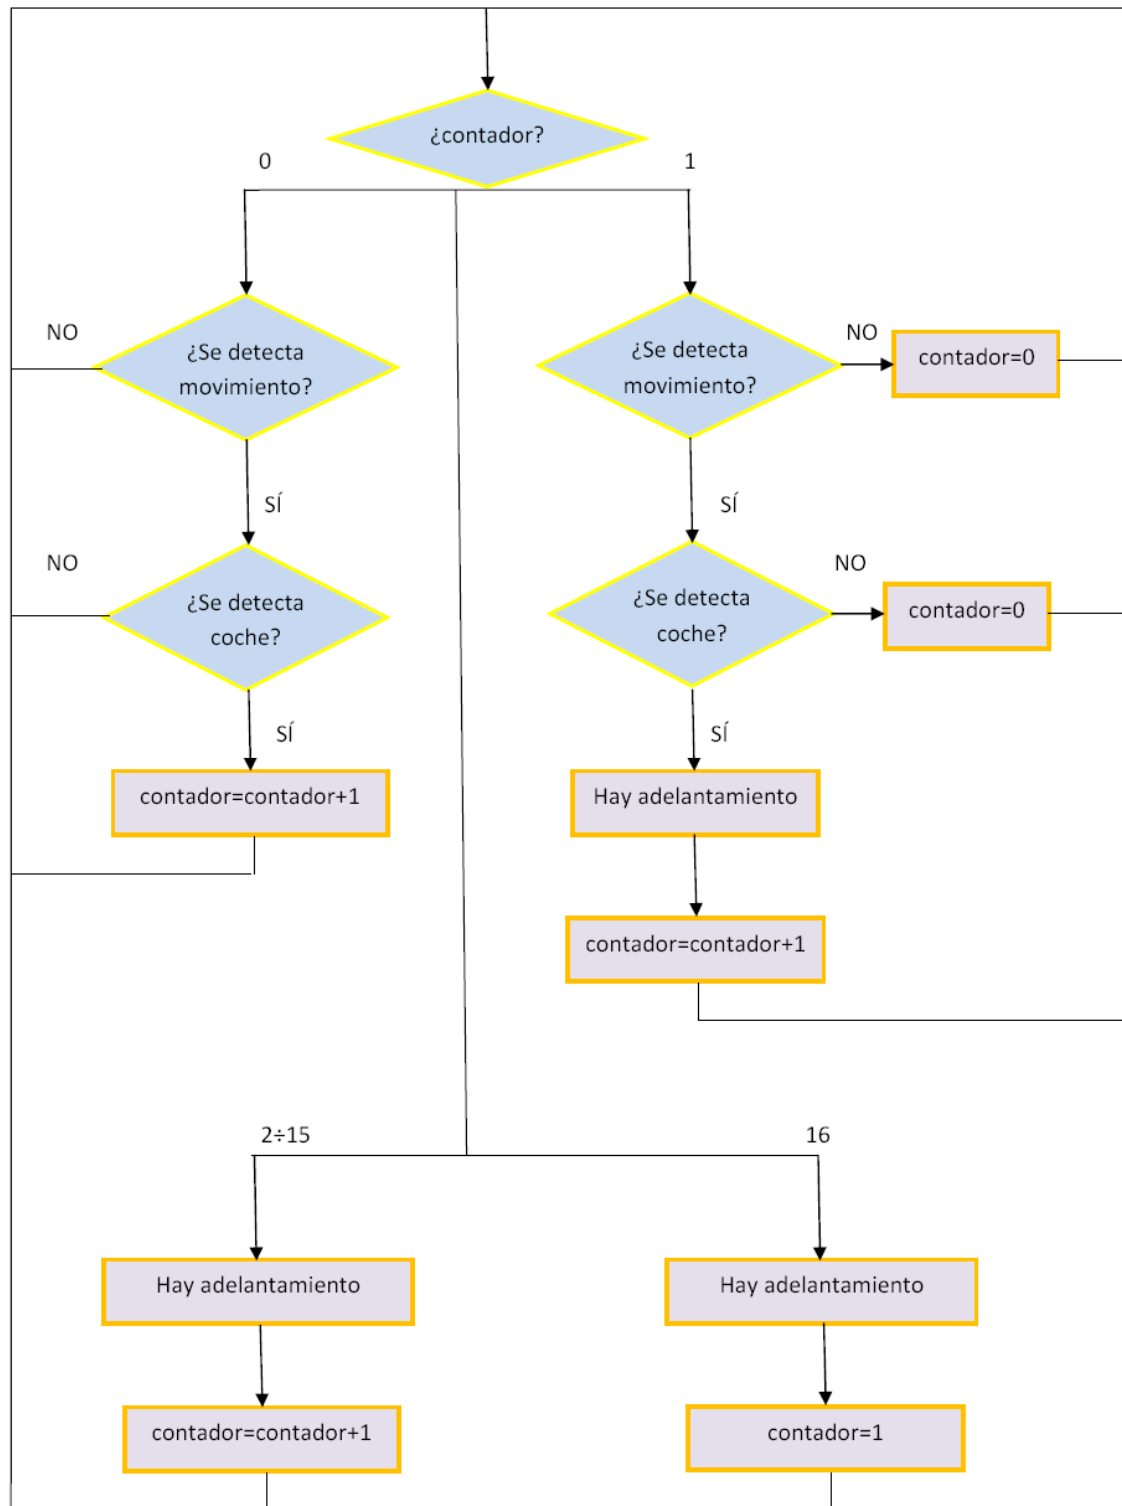 ¿contador?
0
1
NO
¿Se detecta
movimiento?
¿Se detecta
movimiento?
NO
contador=0
SÍ
SÍ
NO
¿Se detecta
coche?
¿Se detecta
coche?
NO
contador=0
SÍ
SÍ
contador=contador+1
Hay adelantamiento
contador=contador+1
2÷15
16
Hay adelantamiento
Hay adelantamiento
contador=contador+1
contador=1